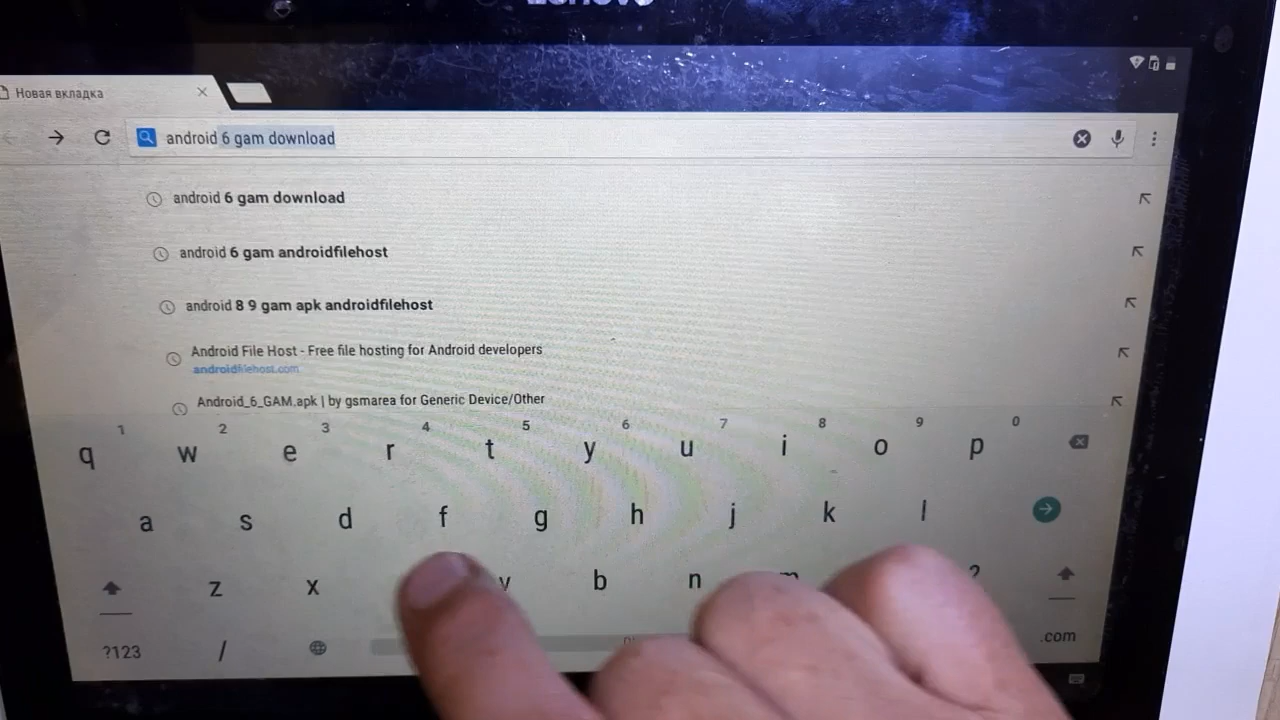 Новая вкладка
android 6 gam download
android 6 gam download
android 6 gam androidfilehost
android 8 9 gam apk androidfilehost
Android File Host - Free file hosting for Android developers
androidfilehost.com
Android_6_GAM.apk | by gsmarea for Generic Device/Other
1 2 3 4 5 6 7 8 9 0
q w e r t y u i o p
a s d f g h j k l
z x v b n m ?
?123 / .com